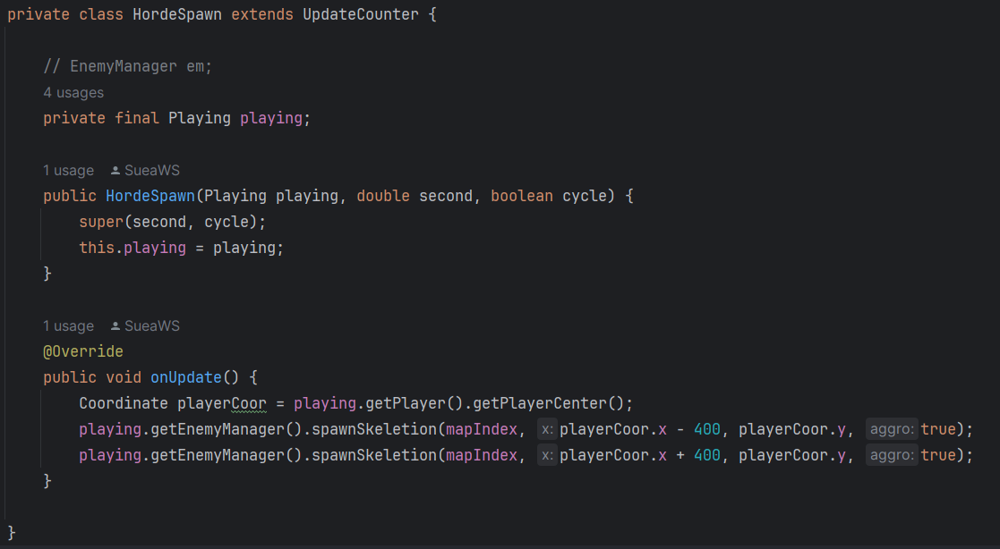 private class HordeSpawn extends UpdateCounter {
// EnemyManager em;
4 usages
private final Playing playing;
1 usage SueaWS
public HordeSpawn(Playing playing, double second, boolean cycle) {
super(second, cycle);
this.playing = playing;
}
1 usage SueaWS
@Override
public void onUpdate() {
Coordinate playerCoor = playing.getPlayer().getPlayerCenter();
playing.getEnemyManager().spawnSkeletion(mapIndex, x: playerCoor.x - 400, playerCoor.y, aggro: true);
playing.getEnemyManager().spawnSkeletion(mapIndex, x: playerCoor.x + 400, playerCoor.y, aggro: true);
}
}